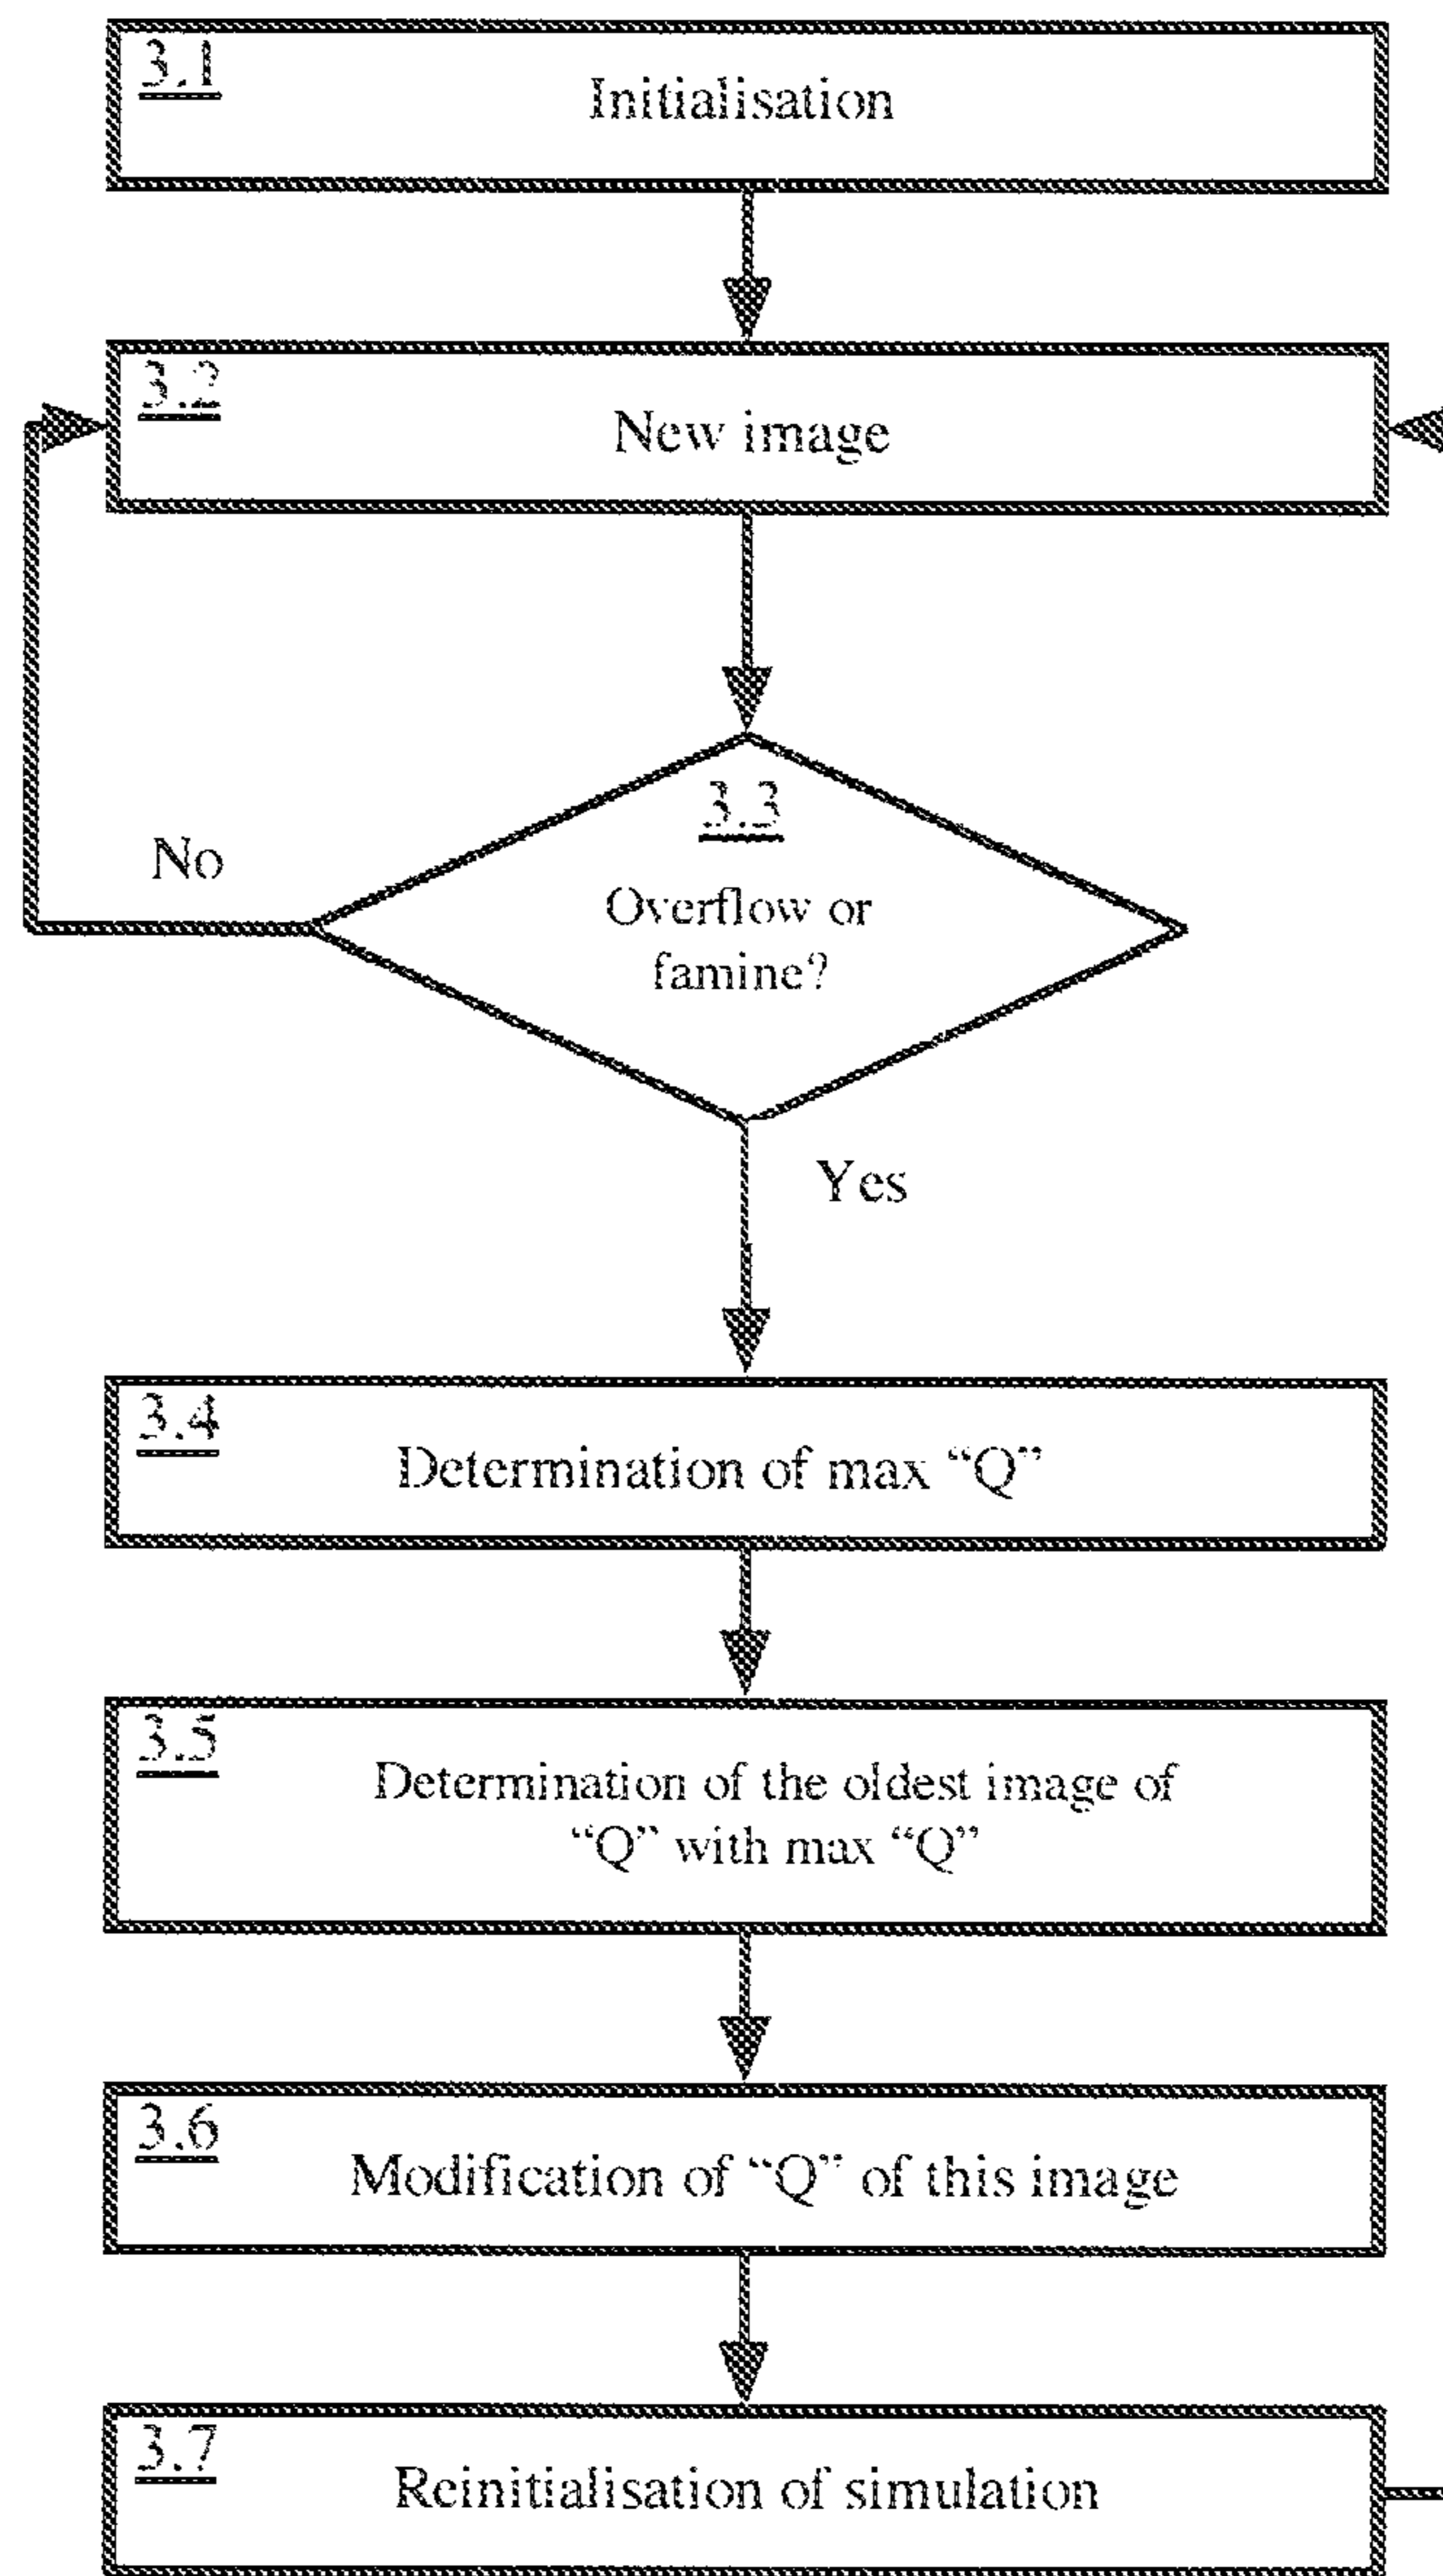 3.1
Initialisation
3.2
New image
No
3.3
Overflow or
famine?
Yes
3.4
Determination of max “Q”
3.5
Determination of the oldest image of
“Q” with max “Q”
3.6
Modification of “Q” of this image
3.7
Reinitialisation of simulation